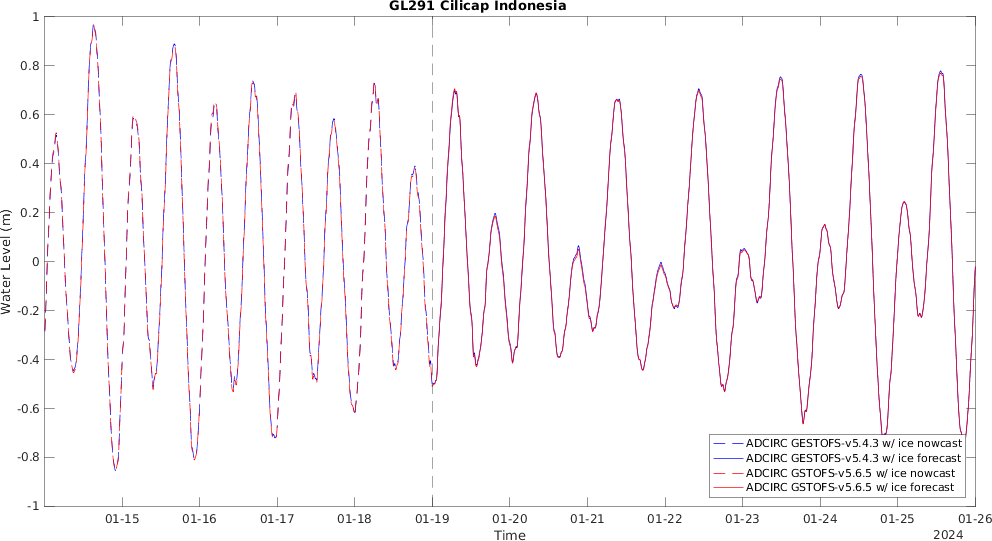 GL291 Cilicap Indonesia
1
0.8
0.6
0.4
0.2
0
-0.2
-0.4
-0.6
-0.8
-1
Water Level (m)
ADCIRC GESTOFS-v5.4.3 w/ ice nowcast
ADCIRC GESTOFS-v5.4.3 w/ ice forecast
ADCIRC GSTOFS-v5.6.5 w/ ice nowcast
ADCIRC GSTOFS-v5.6.5 w/ ice forecast
01-15 01-16 01-17 01-18 01-19 01-20 01-21 01-22 01-23 01-24 01-25 01-26
Time
2024